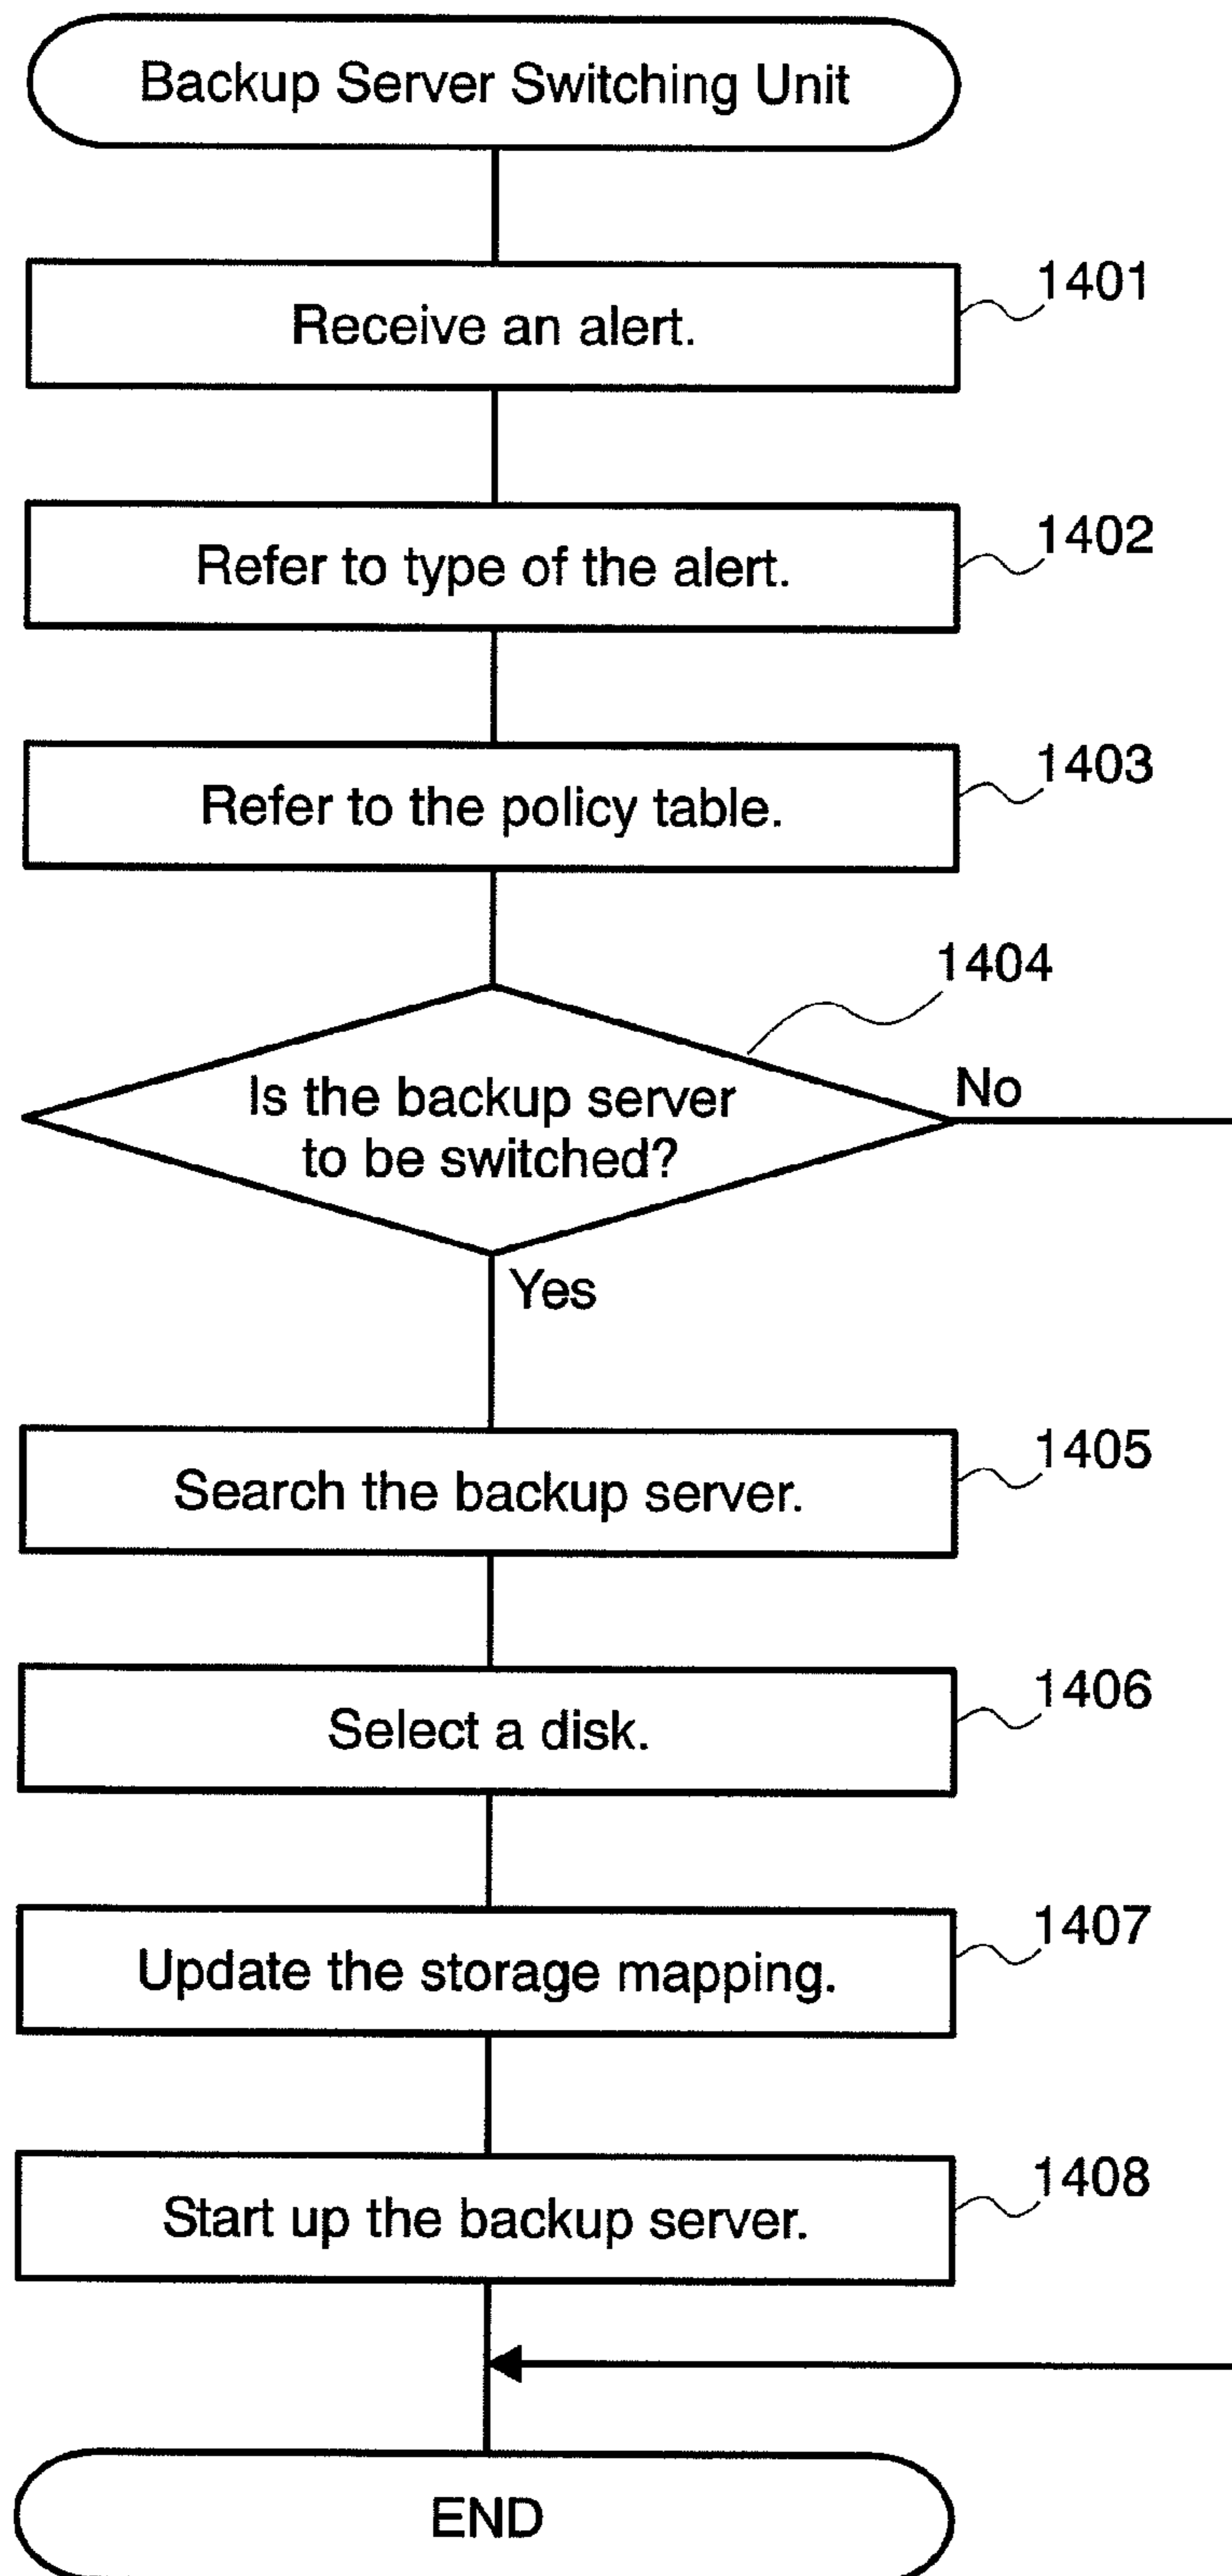 Backup Server Switching Unit
1401
Receive an alert.
1402
Refer to type of the alert.
1403
Refer to the policy table.
1404
Is the backup server
to be switched?
No
Yes
1405
Search the backup server.
1406
Select a disk.
1407
Update the storage mapping.
1408
Start up the backup server.
END